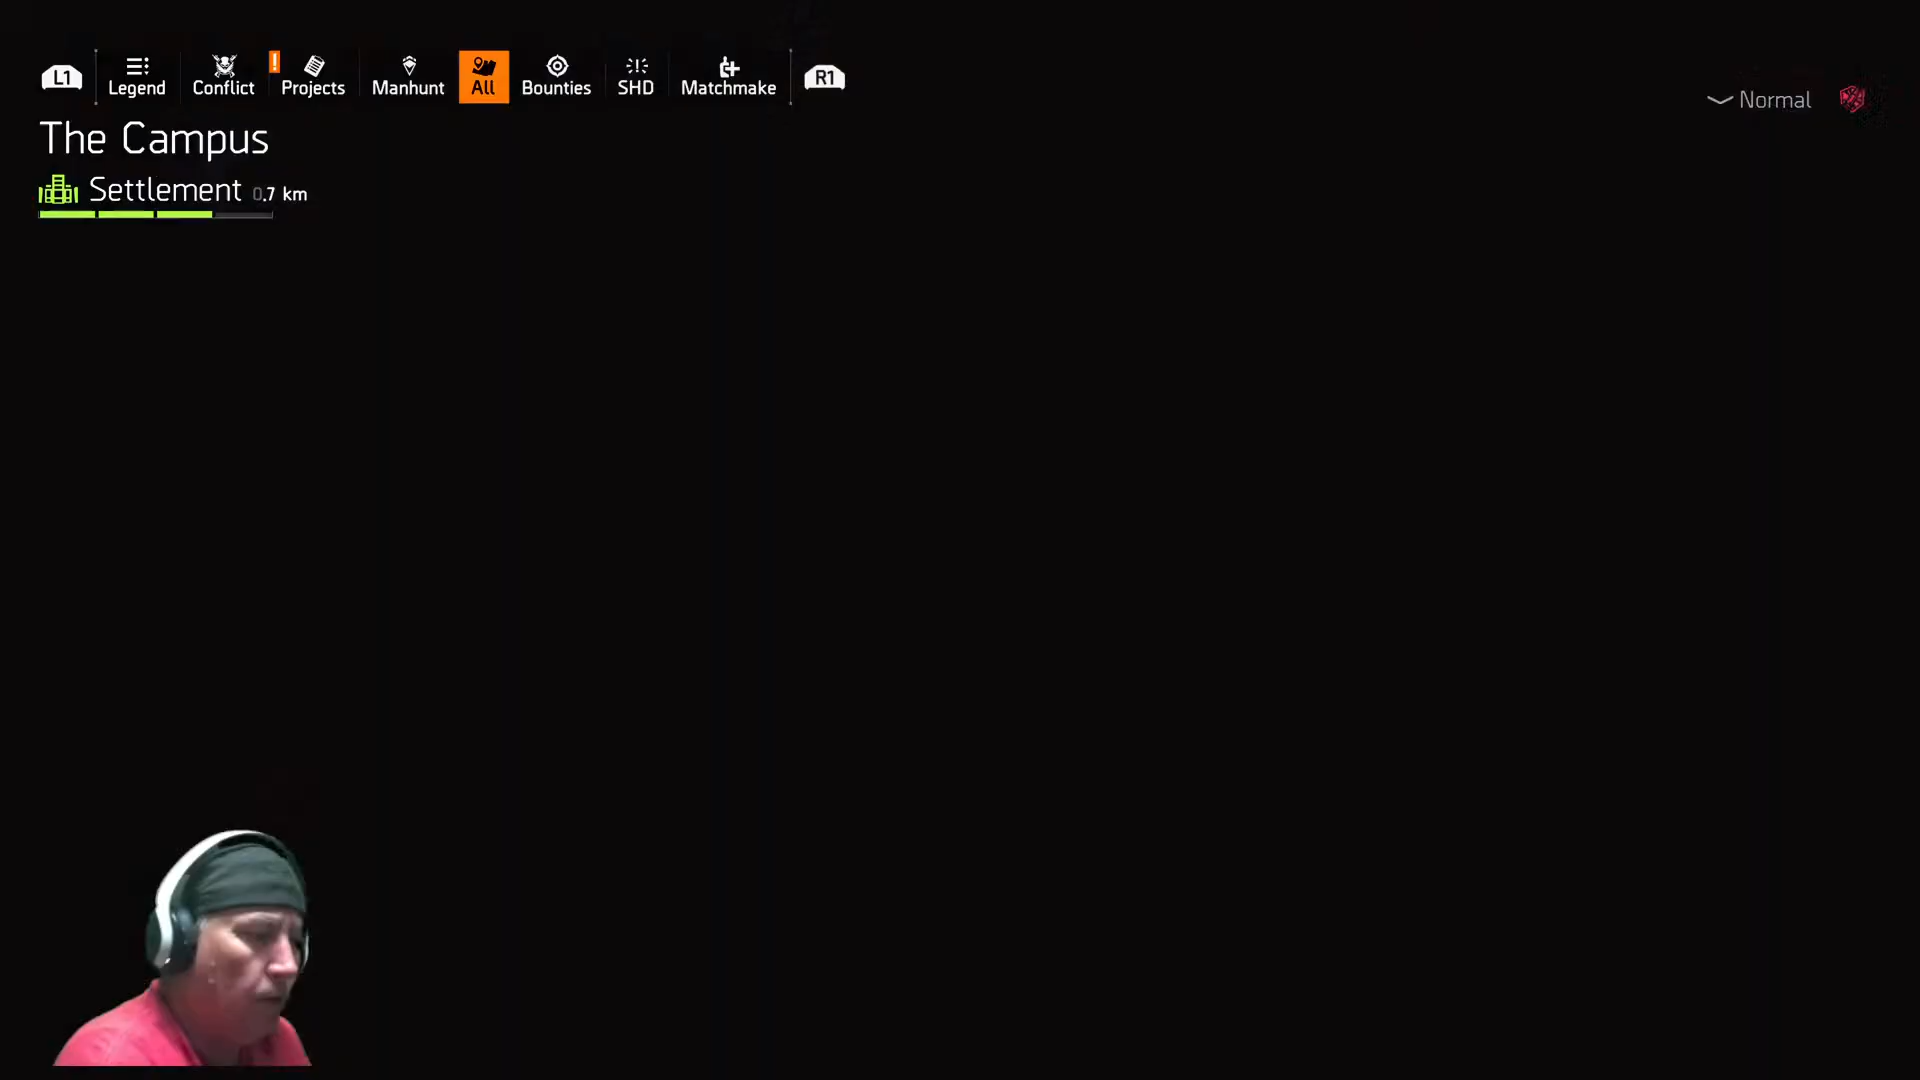 L1 Legend Conflict ! Projects Manhunt All Bounties SHD Matchmake R1
Normal
The Campus
Settlement 0.7 km